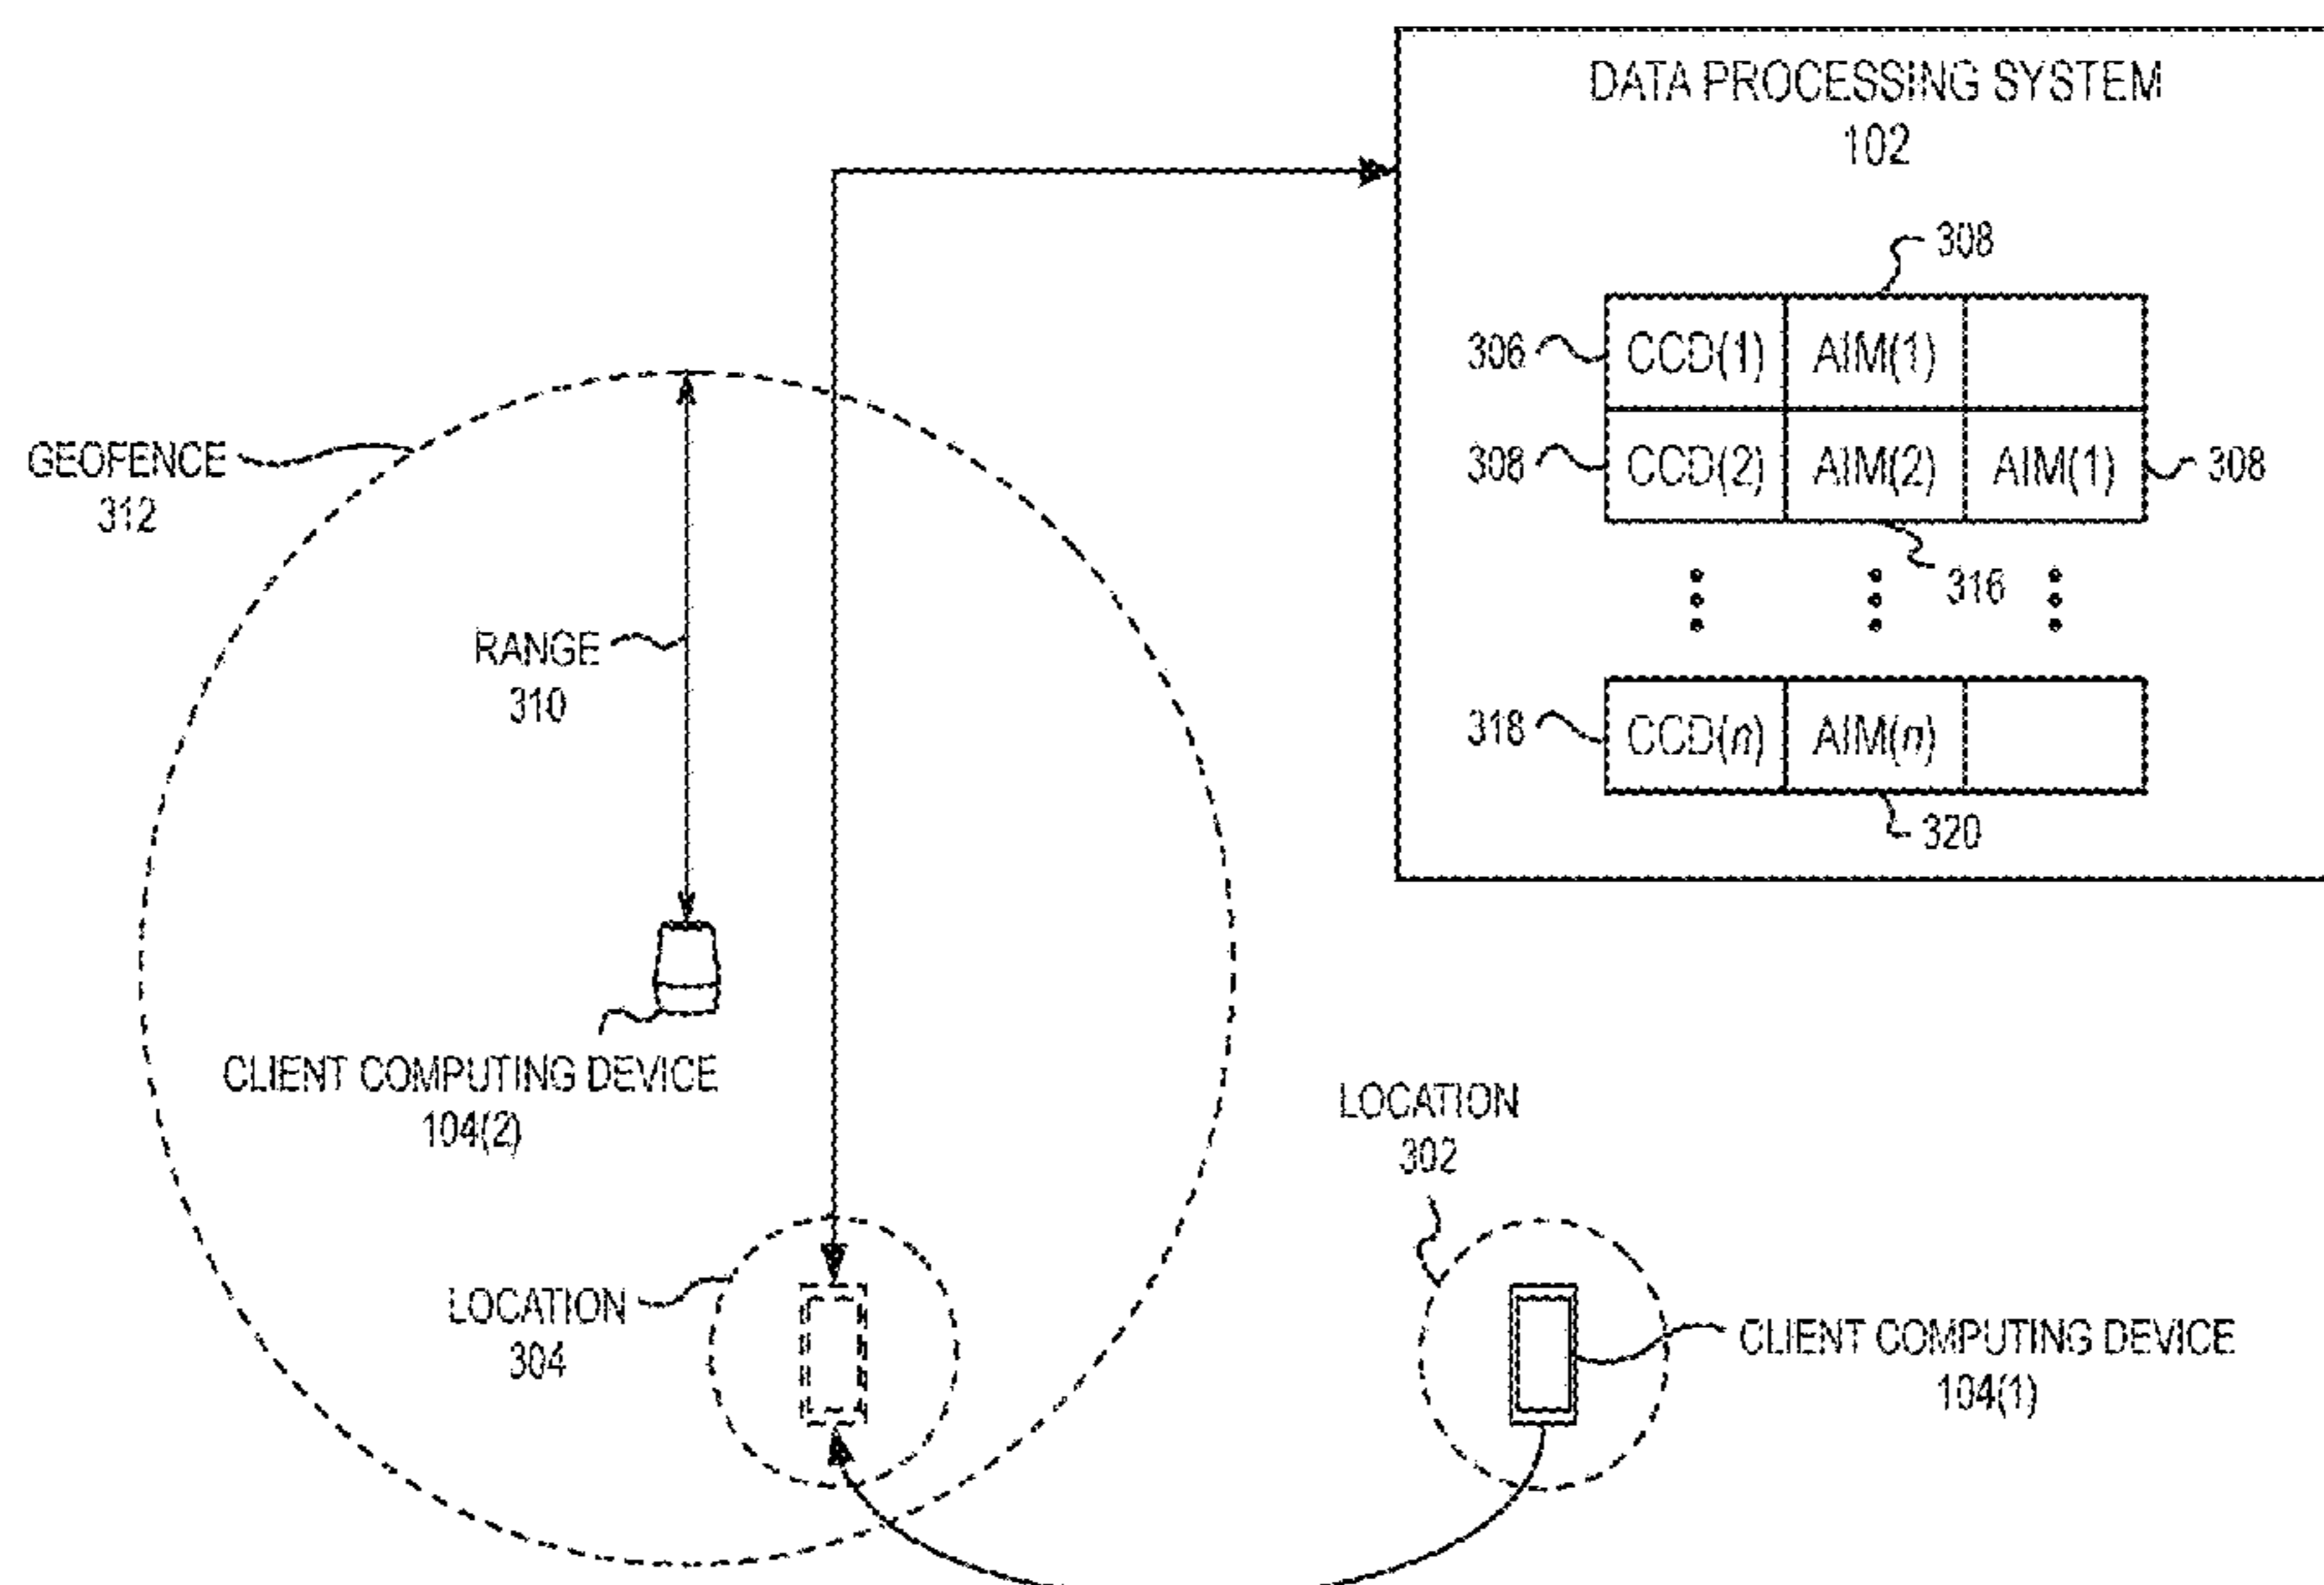 DATA PROCESSING SYSTEM
102
308
306
CCD(1) AIM(1)
308
CCD(2) AIM(2) AIM(1)
308
316
318
CCD(n) AIM(n)
320
GEOFENCE
312
RANGE
310
CLIENT COMPUTING DEVICE
104(2)
LOCATION
302
LOCATION
304
CLIENT COMPUTING DEVICE
104(1)